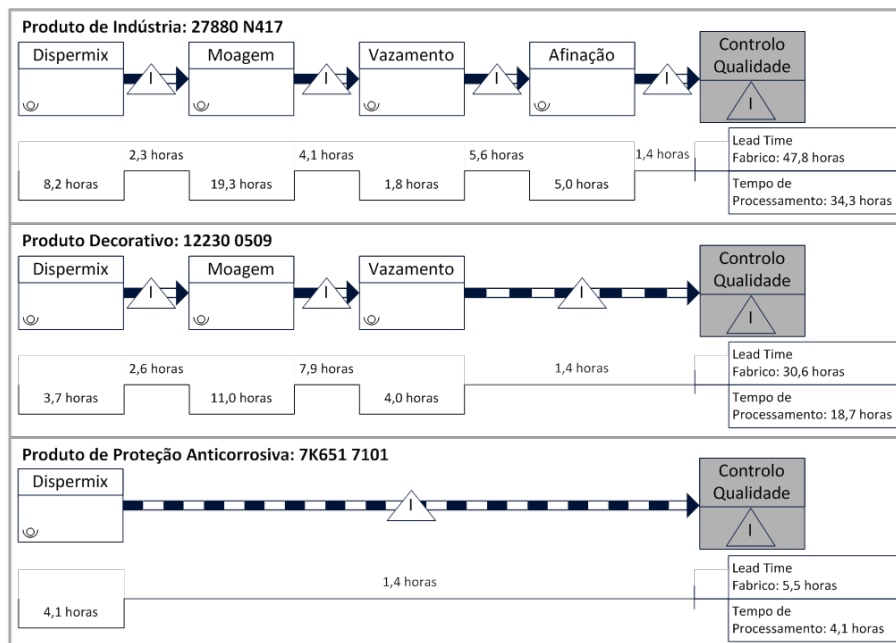 Produto de Indústria: 27880 N417
Dispermix
Moagem
Vazamento
Afinação
Controlo
Qualidade
I
I
I
I
I
2,3 horas
4,1 horas
5,6 horas
1,4 horas
8,2 horas
19,3 horas
1,8 horas
5,0 horas
Lead Time
Fabrico: 47,8 horas
Tempo de
Processamento: 34,3 horas
Produto Decorativo: 12230 0509
Dispermix
Moagem
Vazamento
Controlo
Qualidade
I
I
I
I
2,6 horas
7,9 horas
1,4 horas
3,7 horas
11,0 horas
4,0 horas
Lead Time
Fabrico: 30,6 horas
Tempo de
Processamento: 18,7 horas
Produto de Proteção Anticorrosiva: 7K651 7101
Dispermix
Controlo
Qualidade
I
I
1,4 horas
4,1 horas
Lead Time
Fabrico: 5,5 horas
Tempo de
Processamento: 4,1 horas